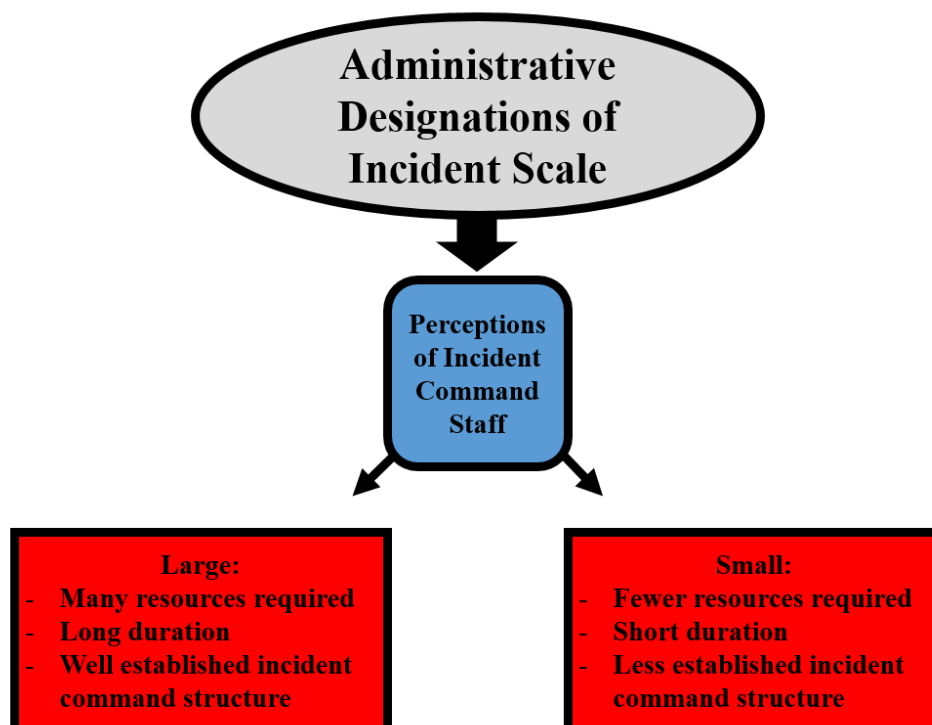 Administrative
Designations of
Incident Scale
Perceptions
of Incident
Command
Staff
Large:
- Many resources required
- Long duration
- Well established incident
command structure
Small:
- Fewer resources required
- Short duration
- Less established incident
command structure